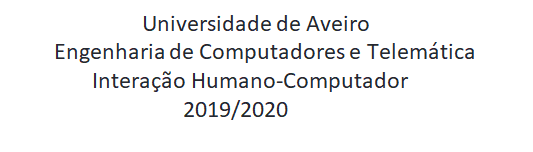 Universidade de Aveiro
Engenharia de Computadores e Telemática
Interação Humano-Computador
2019/2020